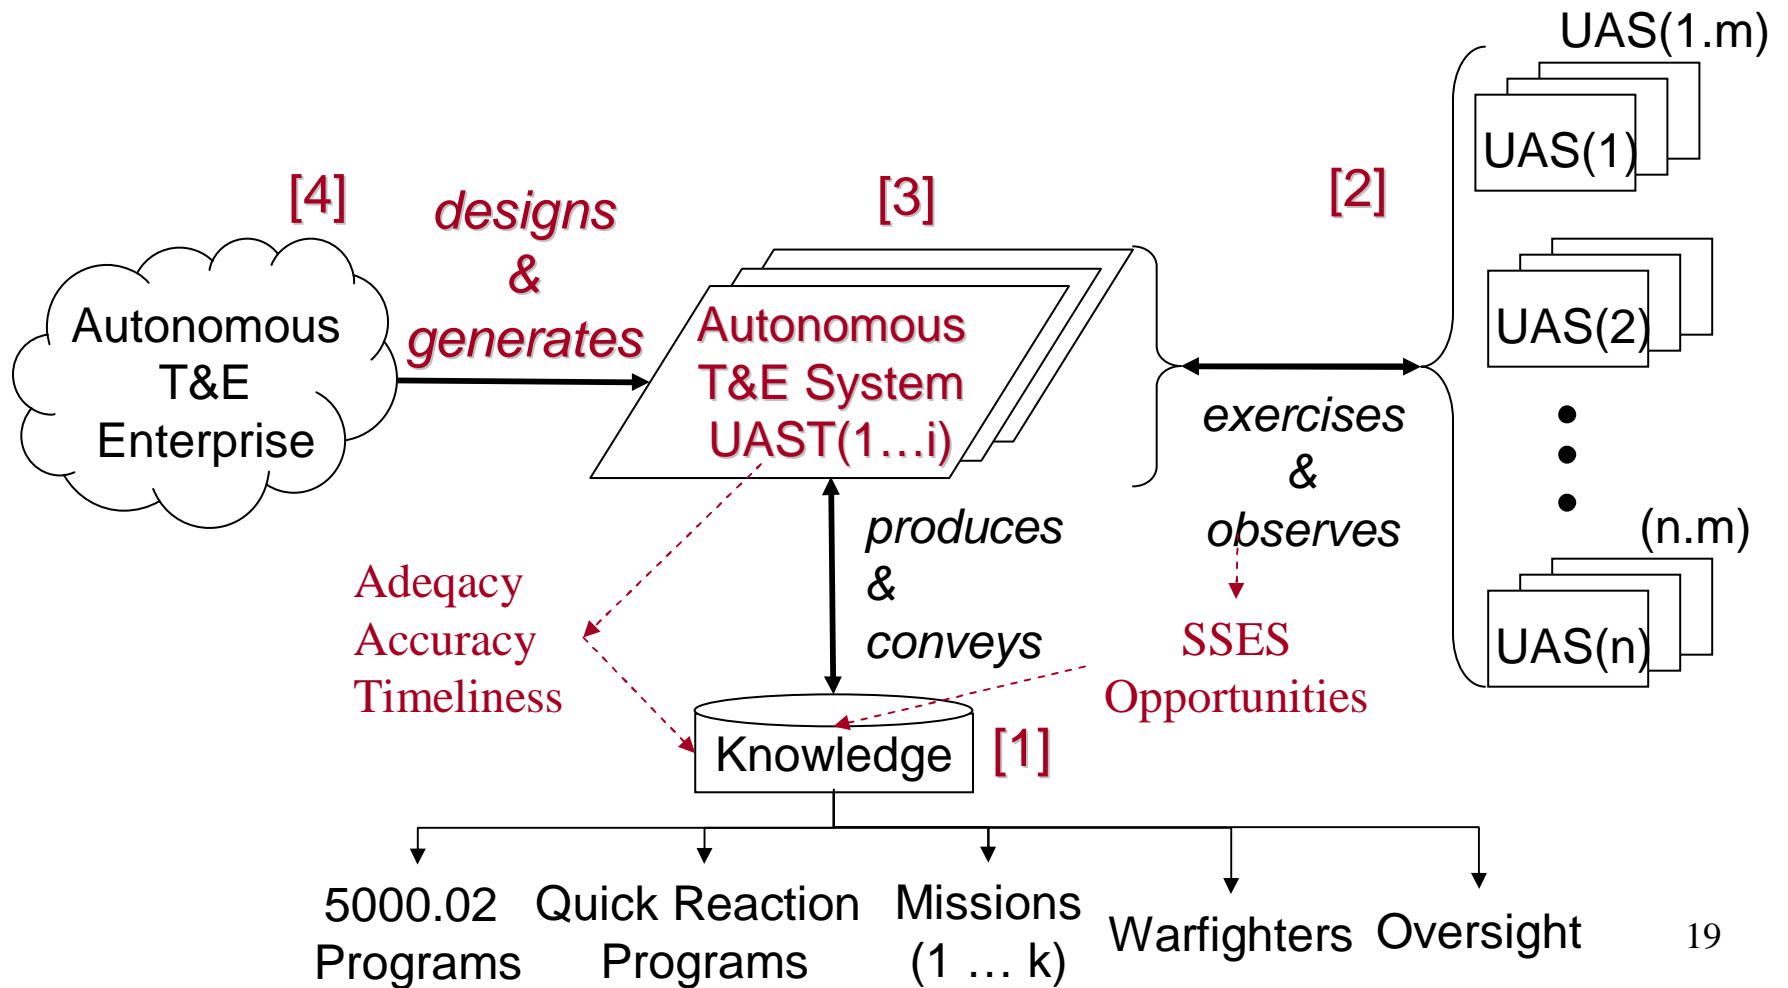 UAS(1.m)
UAS(1)
[4]
designs
&
generates
[3]
[2]
Autonomous
T&E
Enterprise
Autonomous
T&E System
UAST(1…i)
UAS(2)
exercises
&
observes
(n.m)
UAS(n)
produces
&
conveys
Adeqacy
Accuracy
Timeliness
SSES
Opportunities
Knowledge
[1]
5000.02
Programs
Quick Reaction
Programs
Missions
(1 … k)
Warfighters
Oversight
19